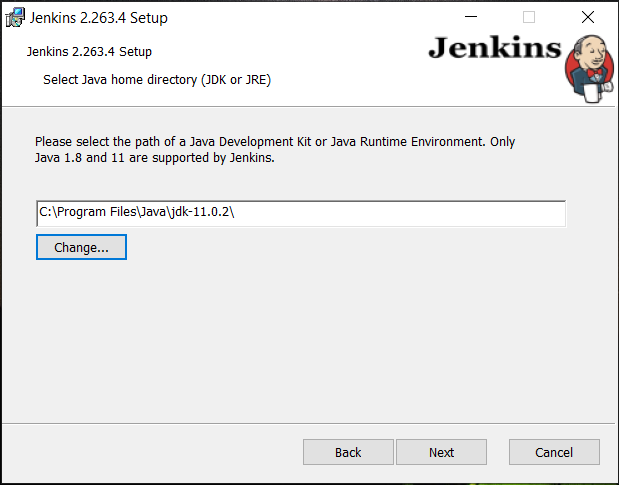 Jenkins 2.263.4 Setup
Jenkins 2.263.4 Setup
Jenkins
Select Java home directory (JDK or JRE)
Please select the path of a Java Development Kit or Java Runtime Environment. Only
Java 1.8 and 11 are supported by Jenkins.
C:\Program Files\Java\jdk-11.0.2\
Change...
Back
Next
Cancel